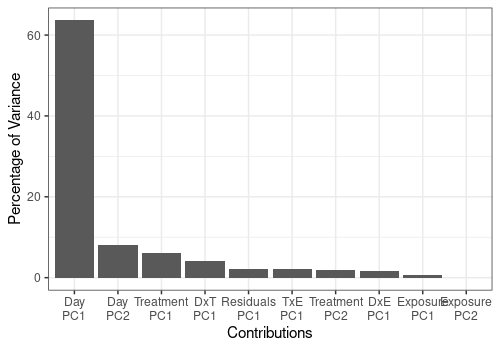 Percentage of Variance
60
40
20
0
Day Day Treatment DxT Residuals TxE Treatment DxE Exposure Exposure
PC1 PC2 PC1 PC1 PC1 PC1 PC2 PC1 PC1 PC2
Contributions